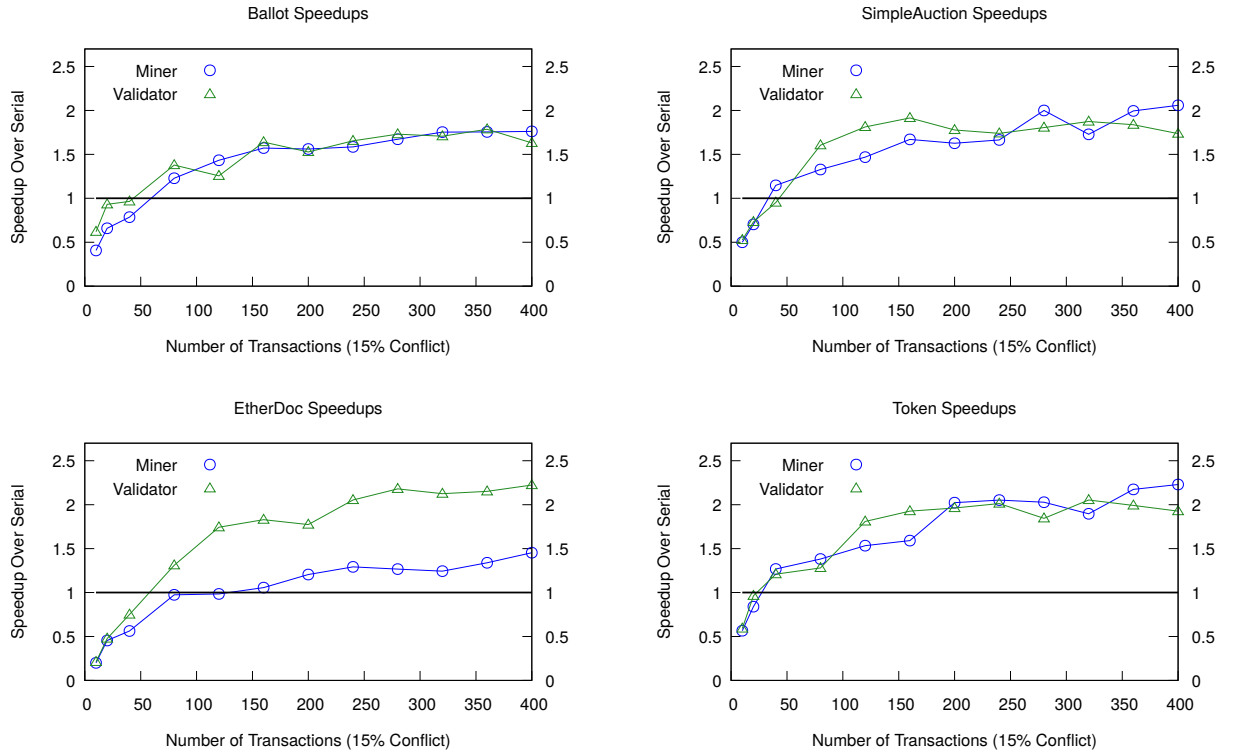 Ballot Speedups
Speedup Over Serial
Miner
Validator
2.5 2.5
2 2
1.5 1.5
1 1
0.5 0.5
0 0
0 50 100 150 200 250 300 350 400
Number of Transactions (15% Conflict)
SimpleAuction Speedups
Speedup Over Serial
Miner
Validator
2.5 2.5
2 2
1.5 1.5
1 1
0.5 0.5
0 0
0 50 100 150 200 250 300 350 400
Number of Transactions (15% Conflict)
EtherDoc Speedups
Speedup Over Serial
Miner
Validator
2.5 2.5
2 2
1.5 1.5
1 1
0.5 0.5
0 0
0 50 100 150 200 250 300 350 400
Number of Transactions (15% Conflict)
Token Speedups
Speedup Over Serial
Miner
Validator
2.5 2.5
2 2
1.5 1.5
1 1
0.5 0.5
0 0
0 50 100 150 200 250 300 350 400
Number of Transactions (15% Conflict)